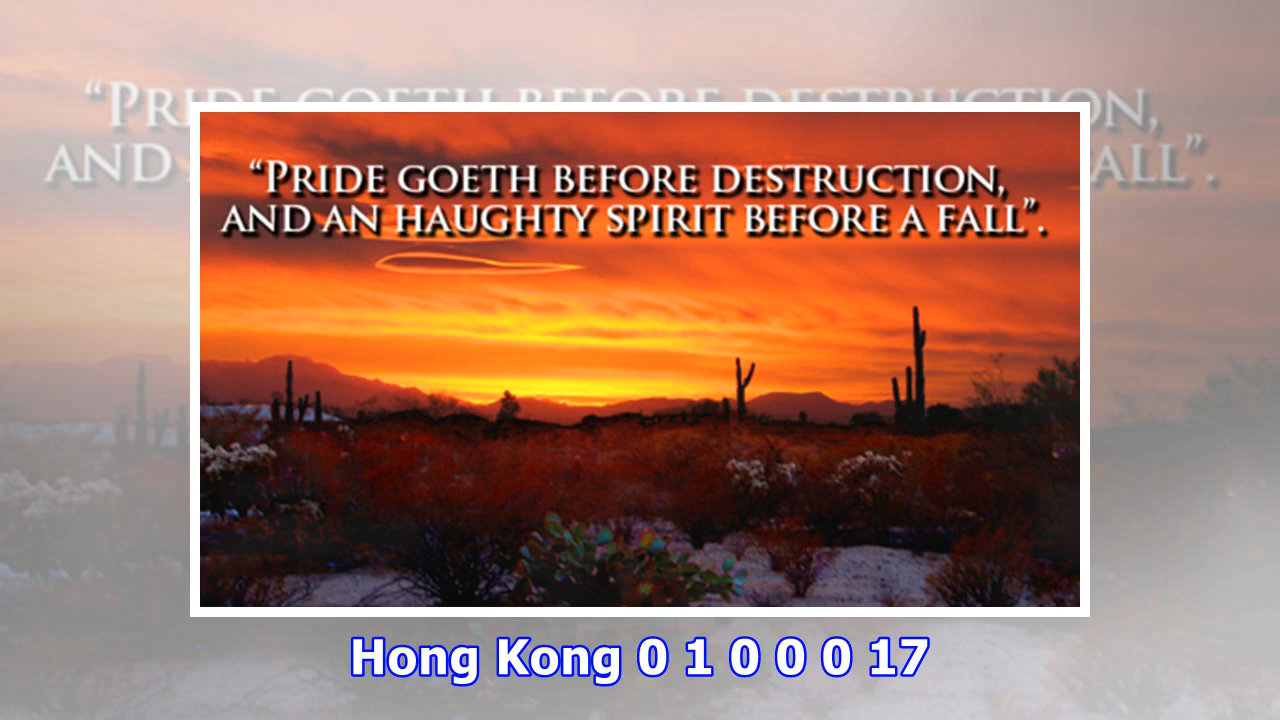 “PRIDE GOETH BEFORE DESTRUCTION,
AND AN HAUGHTY SPIRIT BEFORE A FALL”.
Hong Kong 0 1 0 0 0 17